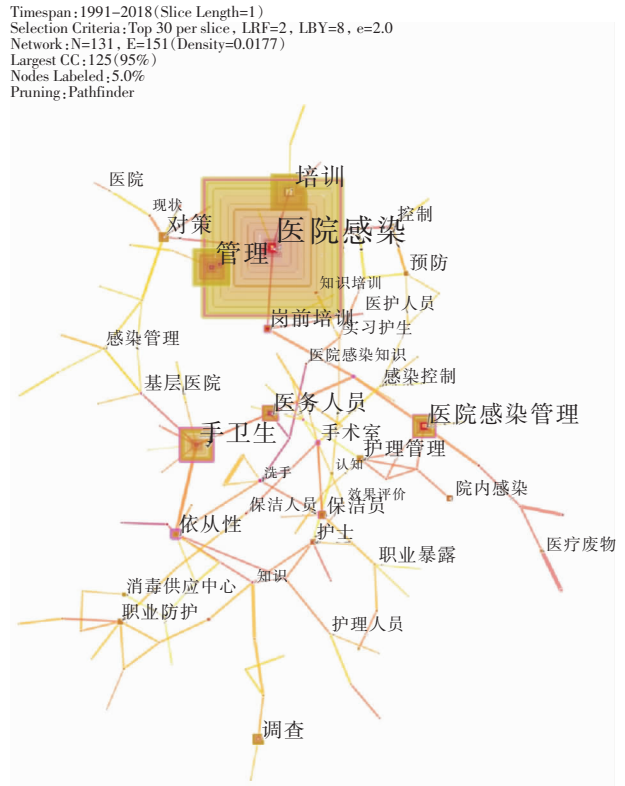 Timespan:1991-2018(Slice Length=1)
Selection Criteria:Top 30 per slice, LRF=2, LBY=8, e=2.0
Network:N=131, E=151(Density=0.0177)
Largest CC:125(95%)
Nodes Labeled:5.0%
Pruning:Pathfinder
培训
医院
现状
控制
对策
医院感染
管理
预防
知识培训
医护人员
岗前培训
实习护生
感染管理
医院感染知识
感染控制
基层医院
医务人员
医院感染管理
手卫生
手术室
护理管理
认知
洗手
院内感染
效果评价
保洁人员
保洁员
依从性
护士
医疗废物
职业暴露
知识
消毒供应中心
职业防护
护理人员
调查